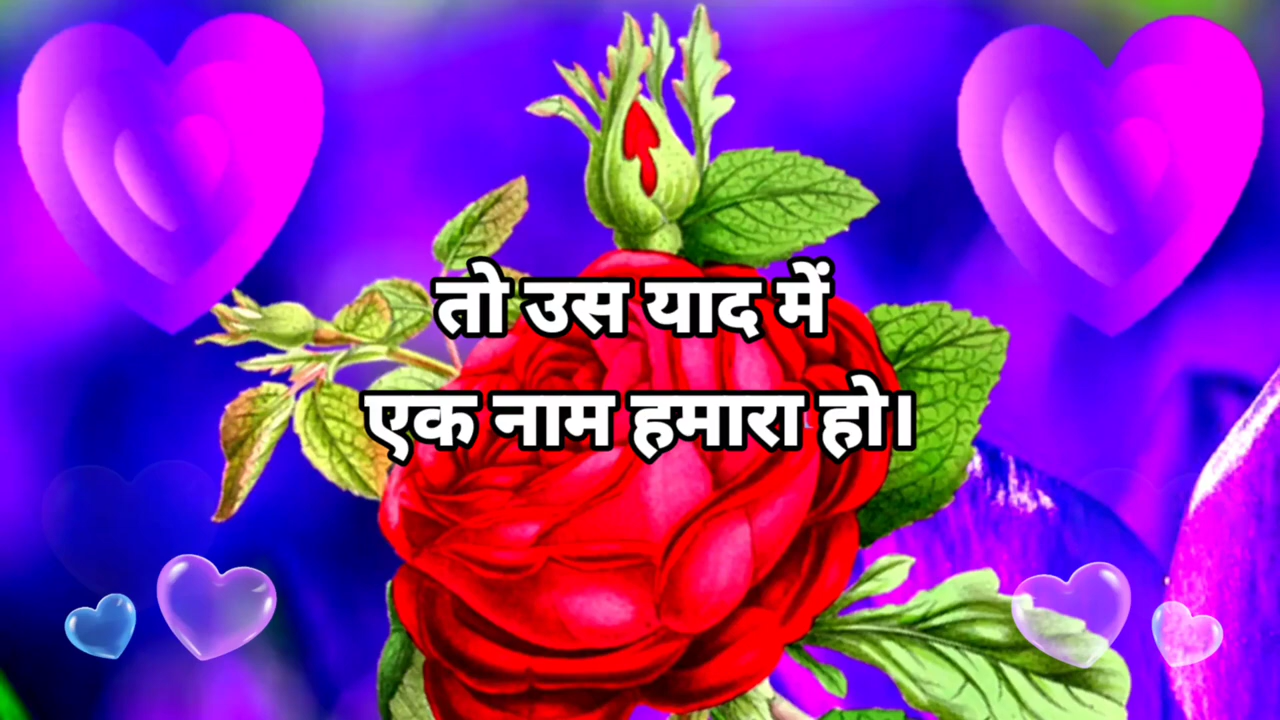 तो उस याद में
एक नाम हमारा हो।